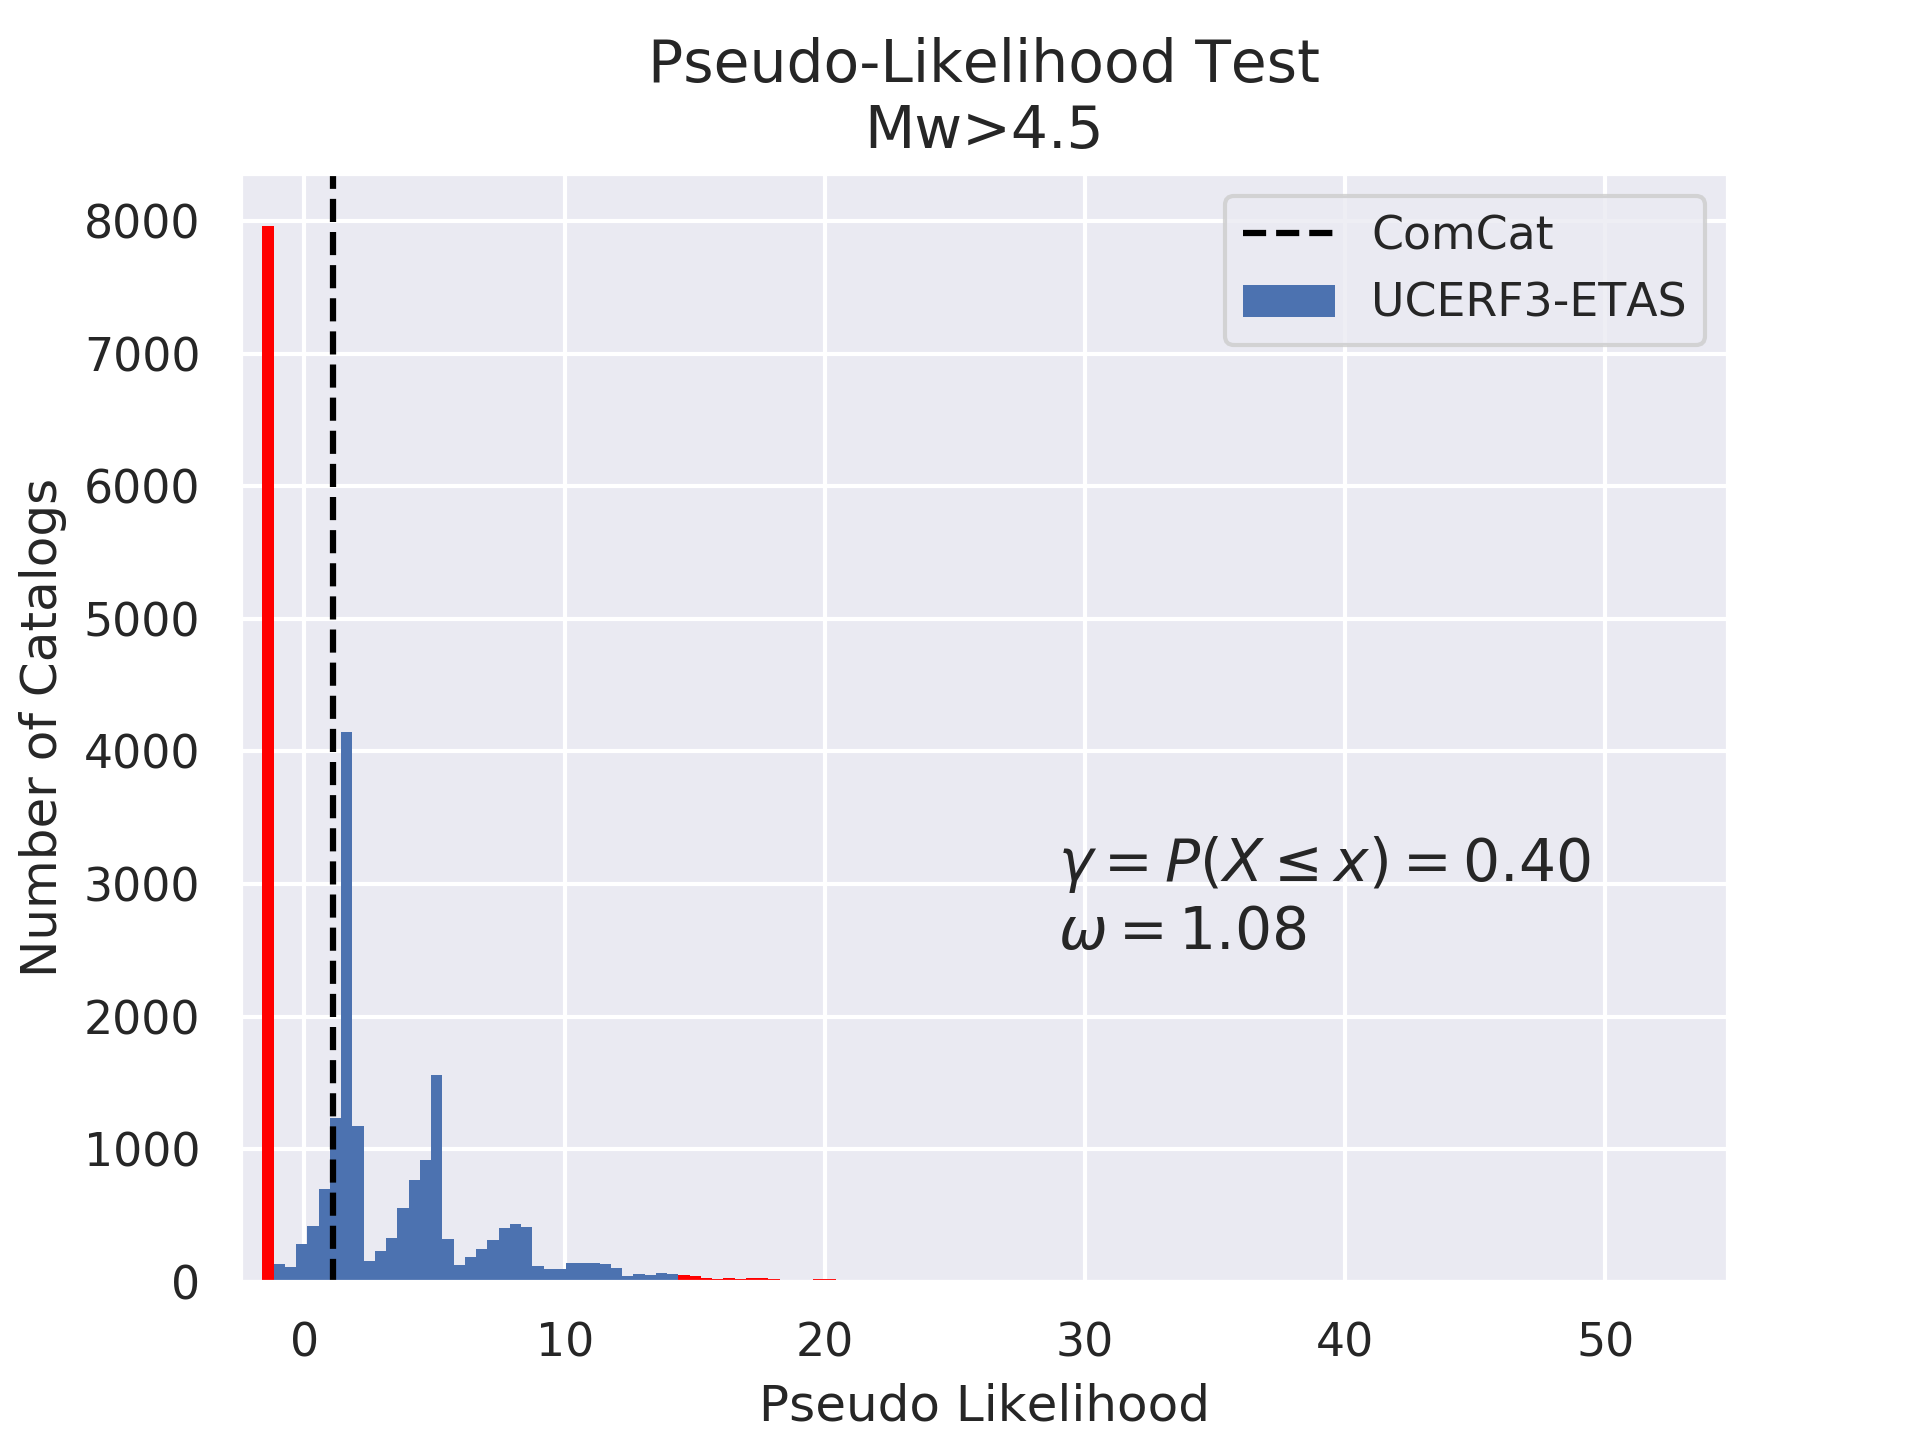 Pseudo-Likelihood Test
Mw>4.5
ComCat
UCERF3-ETAS
8000
7000
6000
5000
4000
3000
2000
1000
0
Number of Catalogs
γ = P(X ≤ x) = 0.40
ω = 1.08
0 10 20 30 40 50
Pseudo Likelihood